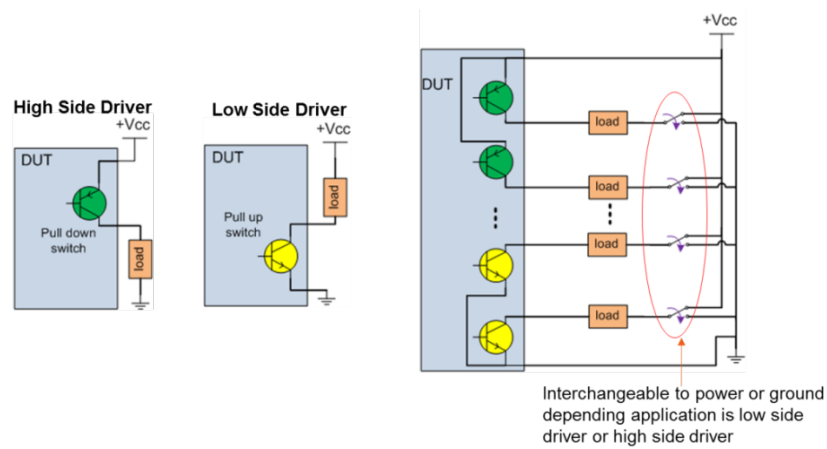 High Side Driver
+Vcc
DUT
Pull down
switch
load
Low Side Driver
+Vcc
DUT
Pull up
switch
load
+Vcc
DUT
load
load
load
load
Interchangeable to power or ground
depending application is low side
driver or high side driver